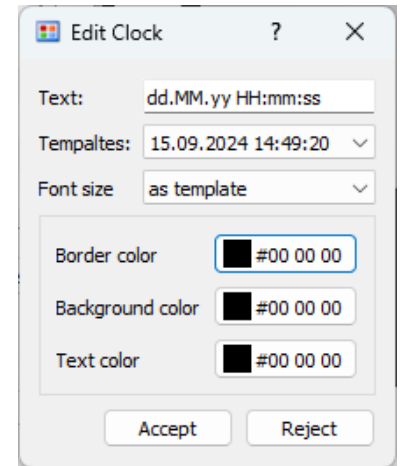 Edit Clock ?
Text: dd.MM.yy HH:mm:ss
Tempaltes: 15.09.2024 14:49:20
Font size as template
Border color #00 00 00
Background color #00 00 00
Text color #00 00 00
Accept Reject